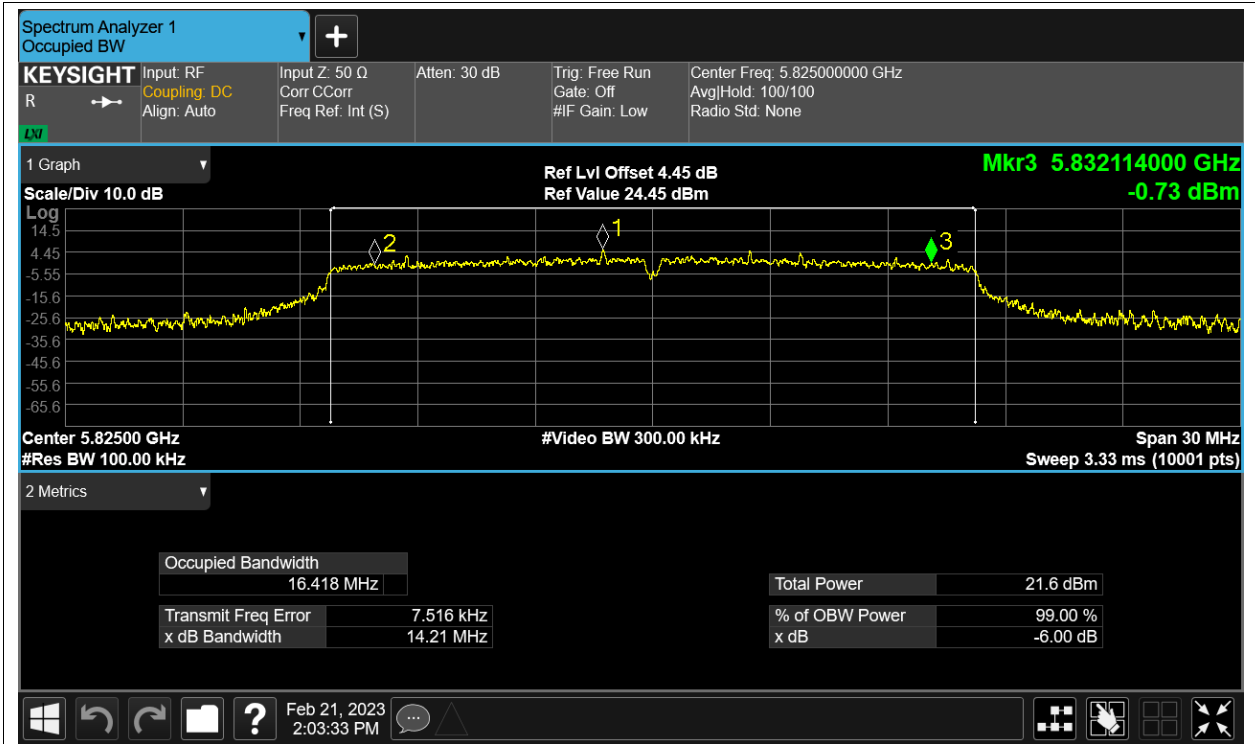 Spectrum Analyzer 1
Occupied BW
+
KEYSIGHT
R
LXI
Input: RF
Coupling: DC
Align: Auto
Input Z: 50 Ω
Corr CCorr
Freq Ref: Int (S)
Atten: 30 dB
Trig: Free Run
Gate: Off
#IF Gain: Low
Center Freq: 5.825000000 GHz
Avg|Hold: 100/100
Radio Std: None
1 Graph
Scale/Div 10.0 dB
Ref Lvl Offset 4.45 dB
Ref Value 24.45 dBm
Mkr3 5.832114000 GHz
-0.73 dBm
Log
14.5
4.45
-5.55
-15.6
-25.6
-35.6
-45.6
-55.6
-65.6
2
1
3
Center 5.82500 GHz
#Res BW 100.00 kHz
#Video BW 300.00 kHz
Span 30 MHz
Sweep 3.33 ms (10001 pts)
2 Metrics
Occupied Bandwidth
16.418 MHz
Transmit Freq Error 7.516 kHz
x dB Bandwidth 14.21 MHz
Total Power 21.6 dBm
% of OBW Power 99.00 %
x dB -6.00 dB
?
Feb 21, 2023
2:03:33 PM